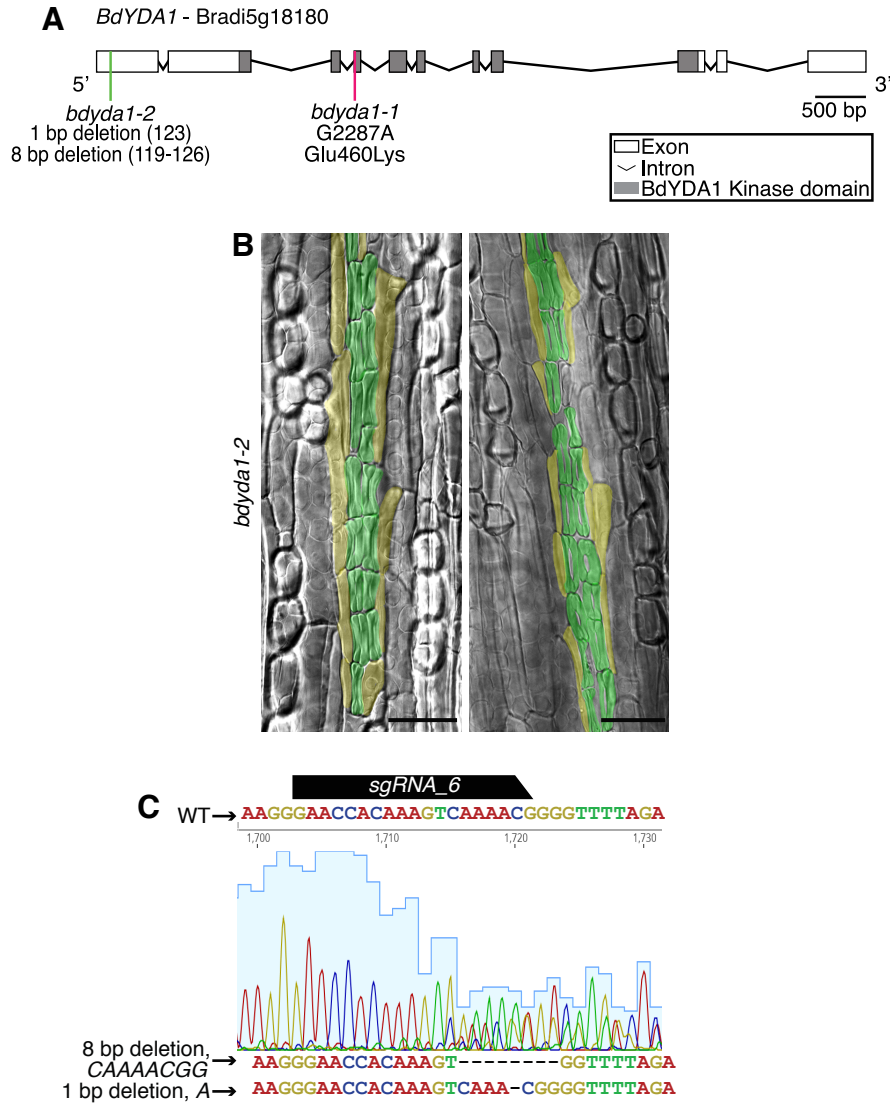 A
BdYDA1 - Bradi5g18180
5’
3’
bdyda1-2
1 bp deletion (123)
8 bp deletion (119-126)
bdyda1-1
G2287A
Glu460Lys
500 bp
Exon
Intron
BdYDA1 Kinase domain
B
bdyda1-2
C
sgRNA_6
WT→ AAGGGAACCACAAAGTCAAAACGGGGTTTTAGA
1,700 1,710 1,720 1,730
8 bp deletion,
CAAAACGG → AAGGGAACCACAAAGT--------GGTTTTAGA
1 bp deletion, A→ AAGGGAACCACAAAGTCAAA-CGGGGTTTTAGA